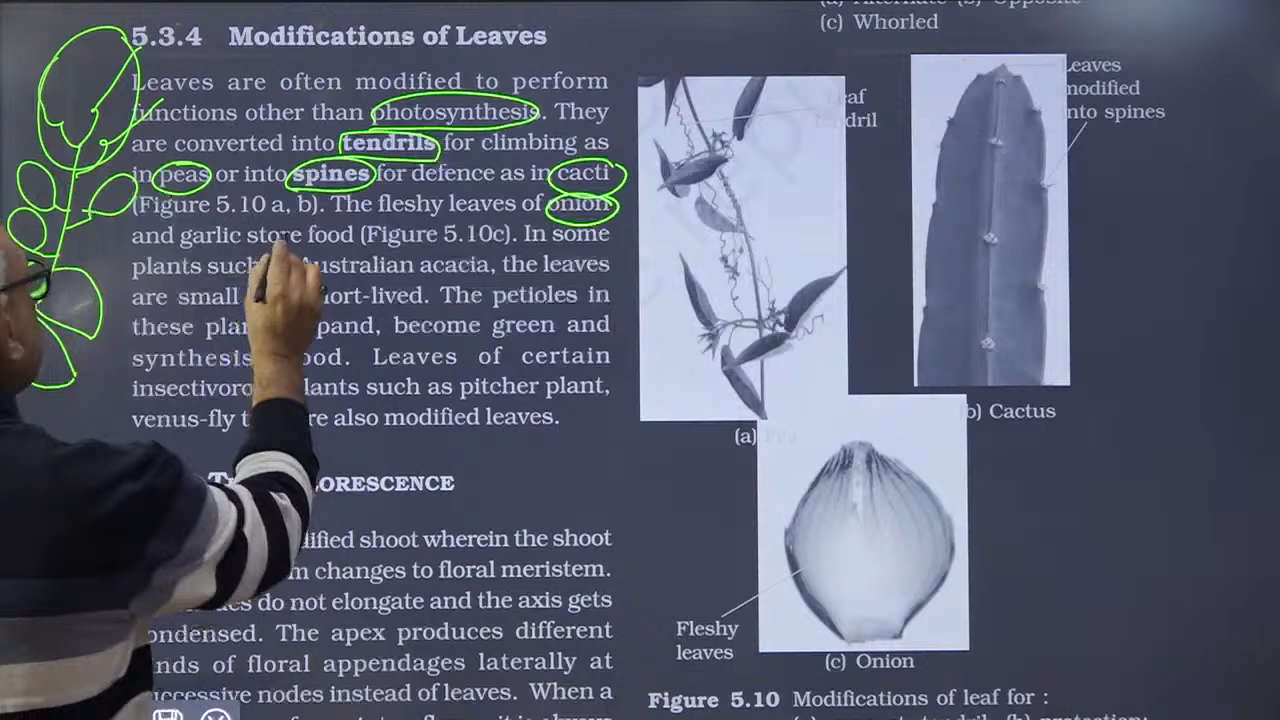 (c) Whorled
5.3.4 Modifications of Leaves
Leaves are often modified to perform
functions other than photosynthesis. They
are converted into tendrils for climbing as
in peas or into spines for defence as in cacti
(Figure 5.10 a, b). The fleshy leaves of onion
and garlic store food (Figure 5.10c). In some
plants such Australian acacia, the leaves
are small ort-lived. The petioles in
these pla pand, become green and
synthesis ood. Leaves of certain
insectivoro lants such as pitcher plant,
venus-fly t re also modified leaves.
ORESCENCE
ified shoot wherein the shoot
m changes to floral meristem.
do not elongate and the axis gets
ondensed. The apex produces different
nds of floral appendages laterally at
uccessive nodes instead of leaves. When a
Leaf
tendril
Leaves
modified
nto spines
(a)
(b) Cactus
Fleshy
leaves
(c) Onion
Figure 5.10 Modifications of leaf for :